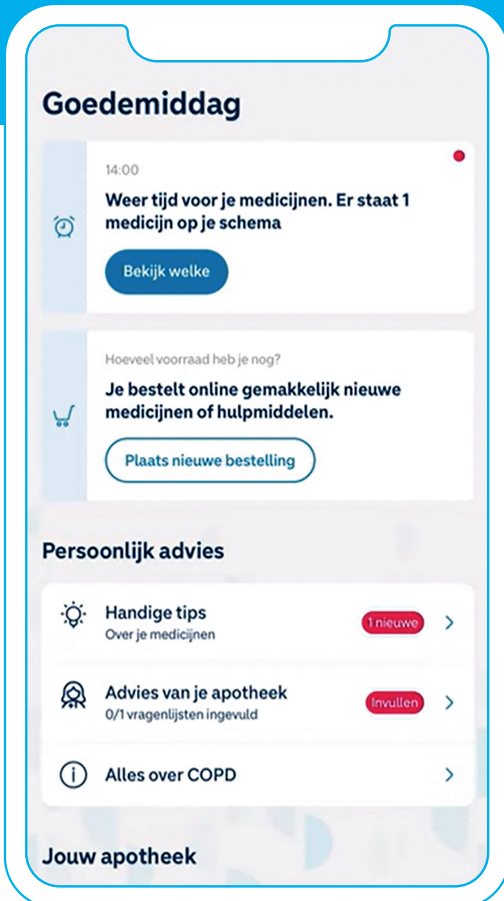 Goedemiddag
14:00
Weer tijd voor je medicijnen. Er staat 1
medicijn op je schema
Bekijk welke
Hoeveel voorraad heb je nog?
Je bestelt online gemakkelijk nieuwe
medicijnen of hulpmiddelen.
Plaats nieuwe bestelling
Persoonlijk advies
Handige tips
Over je medicijnen
1 nieuwe
Advies van je apotheek
0/1 vragenlijsten ingevuld
Invullen
Alles over COPD
Jouw apotheek